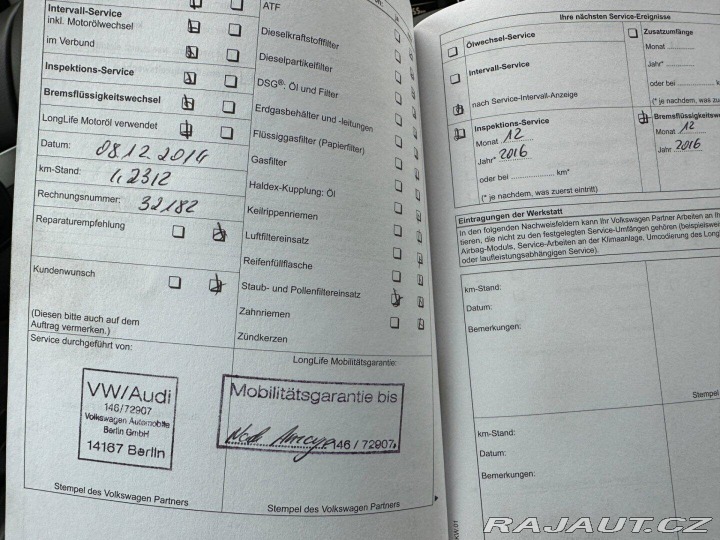 Intervall-Service
inkl. Motorölwechsel
im Verbund
Inspektions-Service
Bremsflüssigkeitswechsel
LongLife Motoröl verwendet
Datum: 08.12.2014
km-Stand:
Rechnungsnummer: 32182
Reparaturempfehlung
Kundenwunsch
(Diesen bitte auch auf dem
Auftrag vermerken.)
Service durchgeführt von:
VW/Audi
146/72907
Volkswagen Automobile
Berlin GmbH
14167 Berlin
Stempel des Volkswagen Partners
ATF
Dieselkraftstofffilter
Dieselpartikelfilter
DSG®: Öl und Filter
Erdgasbehälter und -leitungen
Flüssiggasfilter (Papierfilter)
Gasfilter
Haldex-Kupplung: Öl
Keilrippenriemen
Luftfiltereinsatz
Reifenfüllflasche
Staub- und Pollenfiltereinsatz
Zahnriemen
Zündkerzen
LongLife Mobilitätsgarantie:
Mobilitätsgarantie bis
146 / 72907
Stempel des Volkswagen Partners
Ihre nächsten Service-Ereignisse
Ölwechsel-Service
Intervall-Service
nach Service-Intervall-Anzeige
Inspektions-Service
Monat 12
Jahr* 2016
oder bei .................... km*
(* je nachdem, was zuerst eintritt)
Zusatzumfänge
Monat ..........
Jahr* ..........
oder bei ..........
(* je nachdem, was zu
Bremsflüssigkeitsw
Monat 12
Jahr 2016
Eintragungen der Werkstatt
In den folgenden Nachweisfeldern kann Ihr Volkswagen Partner Arbeiten an Ih
tieren, die nicht zu den festgelegten Service-Umfängen gehören (beispielswei
Airbag-Moduls, Service-Arbeiten an der Klimaanlage, Umcodierung des Long
oder laufleistungsabhängigen Service).
km-Stand:
Datum:
Bemerkungen:
Stempel
km-Stand:
Datum:
Bemerkungen:
RAJAUT.CZ